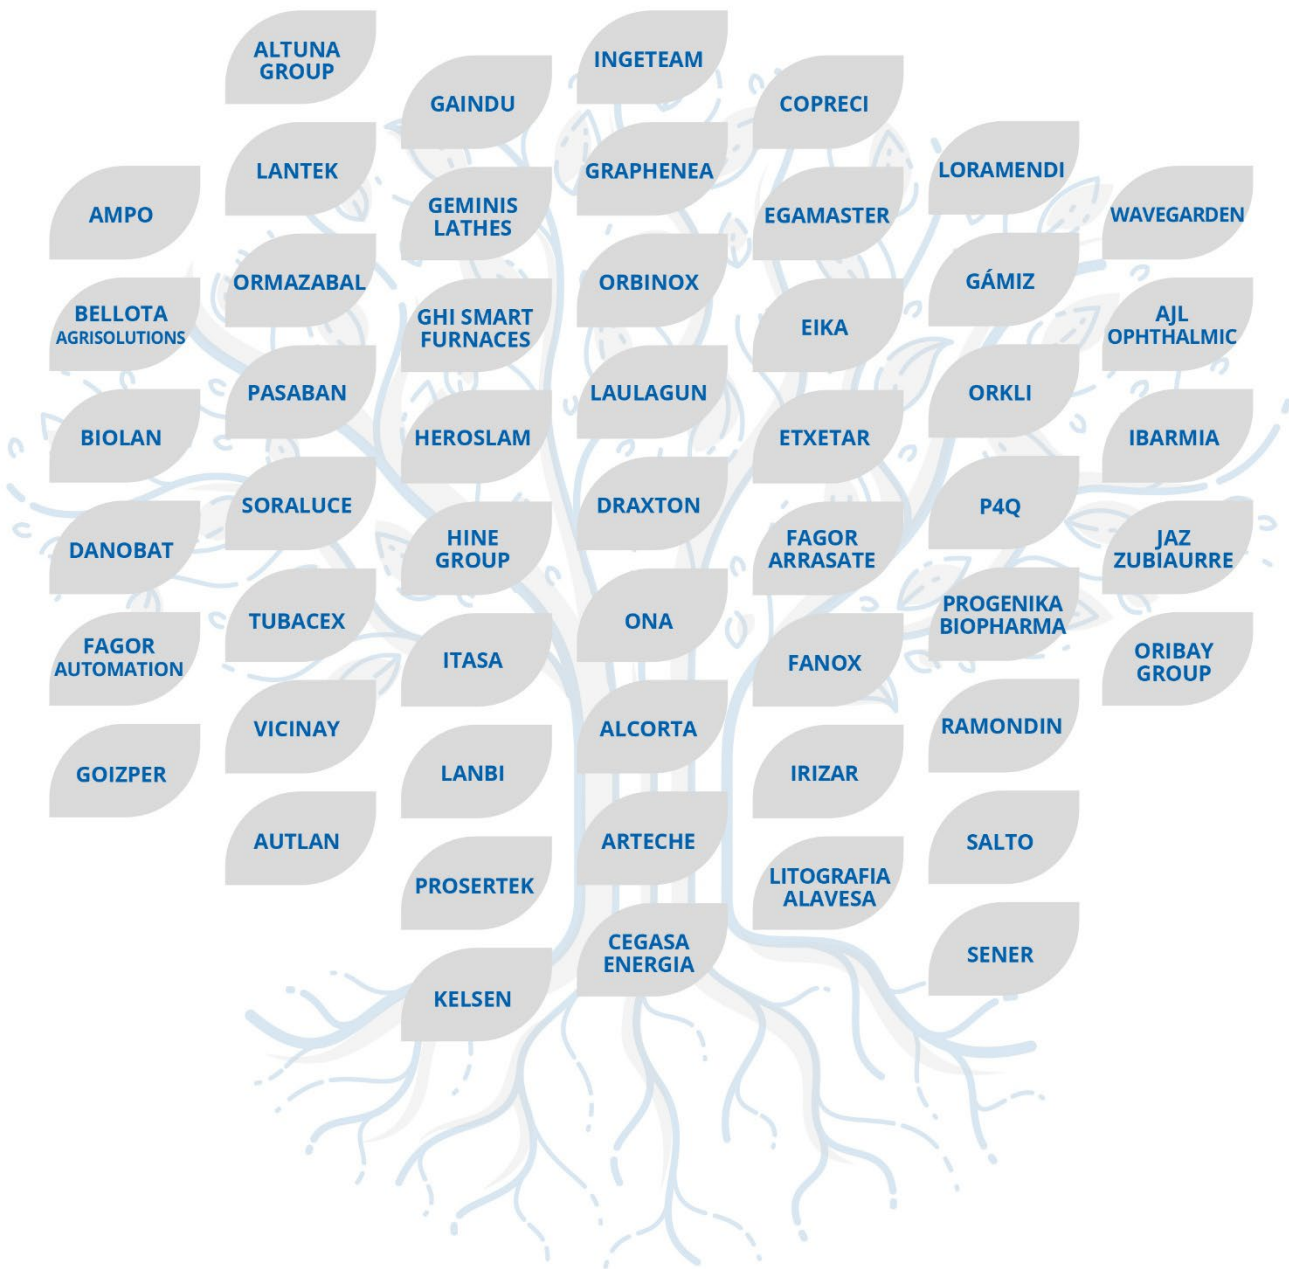 AMPO
BELLOTA
AGRISOLUTIONS
BIOLAN
DANOBAT
FAGOR
AUTOMATION
GOIZPER
ALTUNA
GROUP
LANTEK
ORMAZABAL
PASABAN
SORALUCE
TUBACEX
VICINAY
AUTLAN
GAINDU
GEMINIS
LATHES
GHI SMART
FURNACES
HEROSLAM
HINE
GROUP
ITASA
LANBI
PROSERTEK
KELSEN
INGETEAM
GRAPHENEA
ORBINOX
LAULAGUN
DRAXTON
ONA
ALCORTA
ARTECHE
CEGASA
ENERGIA
COPRECI
EGAMASTER
EIKA
ETXETAR
FAGOR
ARRASATE
FANOX
IRIZAR
LITOGRAFIA
ALAVESA
LORAMENDI
GÁMIZ
ORKLI
P4Q
PROGENIKA
BIOPHARMA
RAMONDIN
SALTO
SENER
WAVEGARDEN
AJL
OPHTHALMIC
IBARMIA
JAZ
ZUBIAURRE
ORIBAY
GROUP